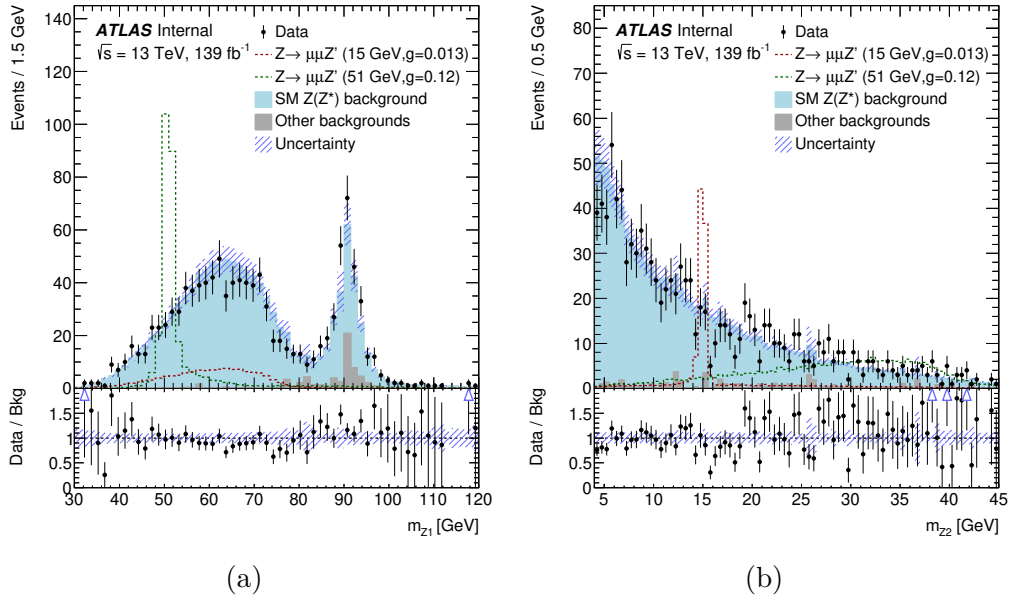 Events / 1.5 GeV
140
120
100
80
60
40
20
0
ATLAS Internal
√s = 13 TeV, 139 fb-1
Data
Z→ μμZ' (15 GeV,g=0.013)
Z→ μμZ' (51 GeV,g=0.12)
SM Z(Z*) background
Other backgrounds
Uncertainty
Data / Bkg
1.5
1
0.5
0
30 40 50 60 70 80 90 100 110 120
mZ1 [GeV]
(a)
Events / 0.5 GeV
80
70
60
50
40
30
20
10
0
ATLAS Internal
√s = 13 TeV, 139 fb-1
Data
Z→ μμZ' (15 GeV,g=0.013)
Z→ μμZ' (51 GeV,g=0.12)
SM Z(Z*) background
Other backgrounds
Uncertainty
Data / Bkg
1.5
1
0.5
0
5 10 15 20 25 30 35 40 45
mZ2 [GeV]
(b)